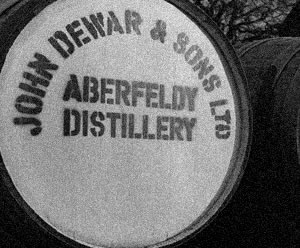 JOHN DEWAR & SONS LTD
ABERFELDY
DISTILLERY